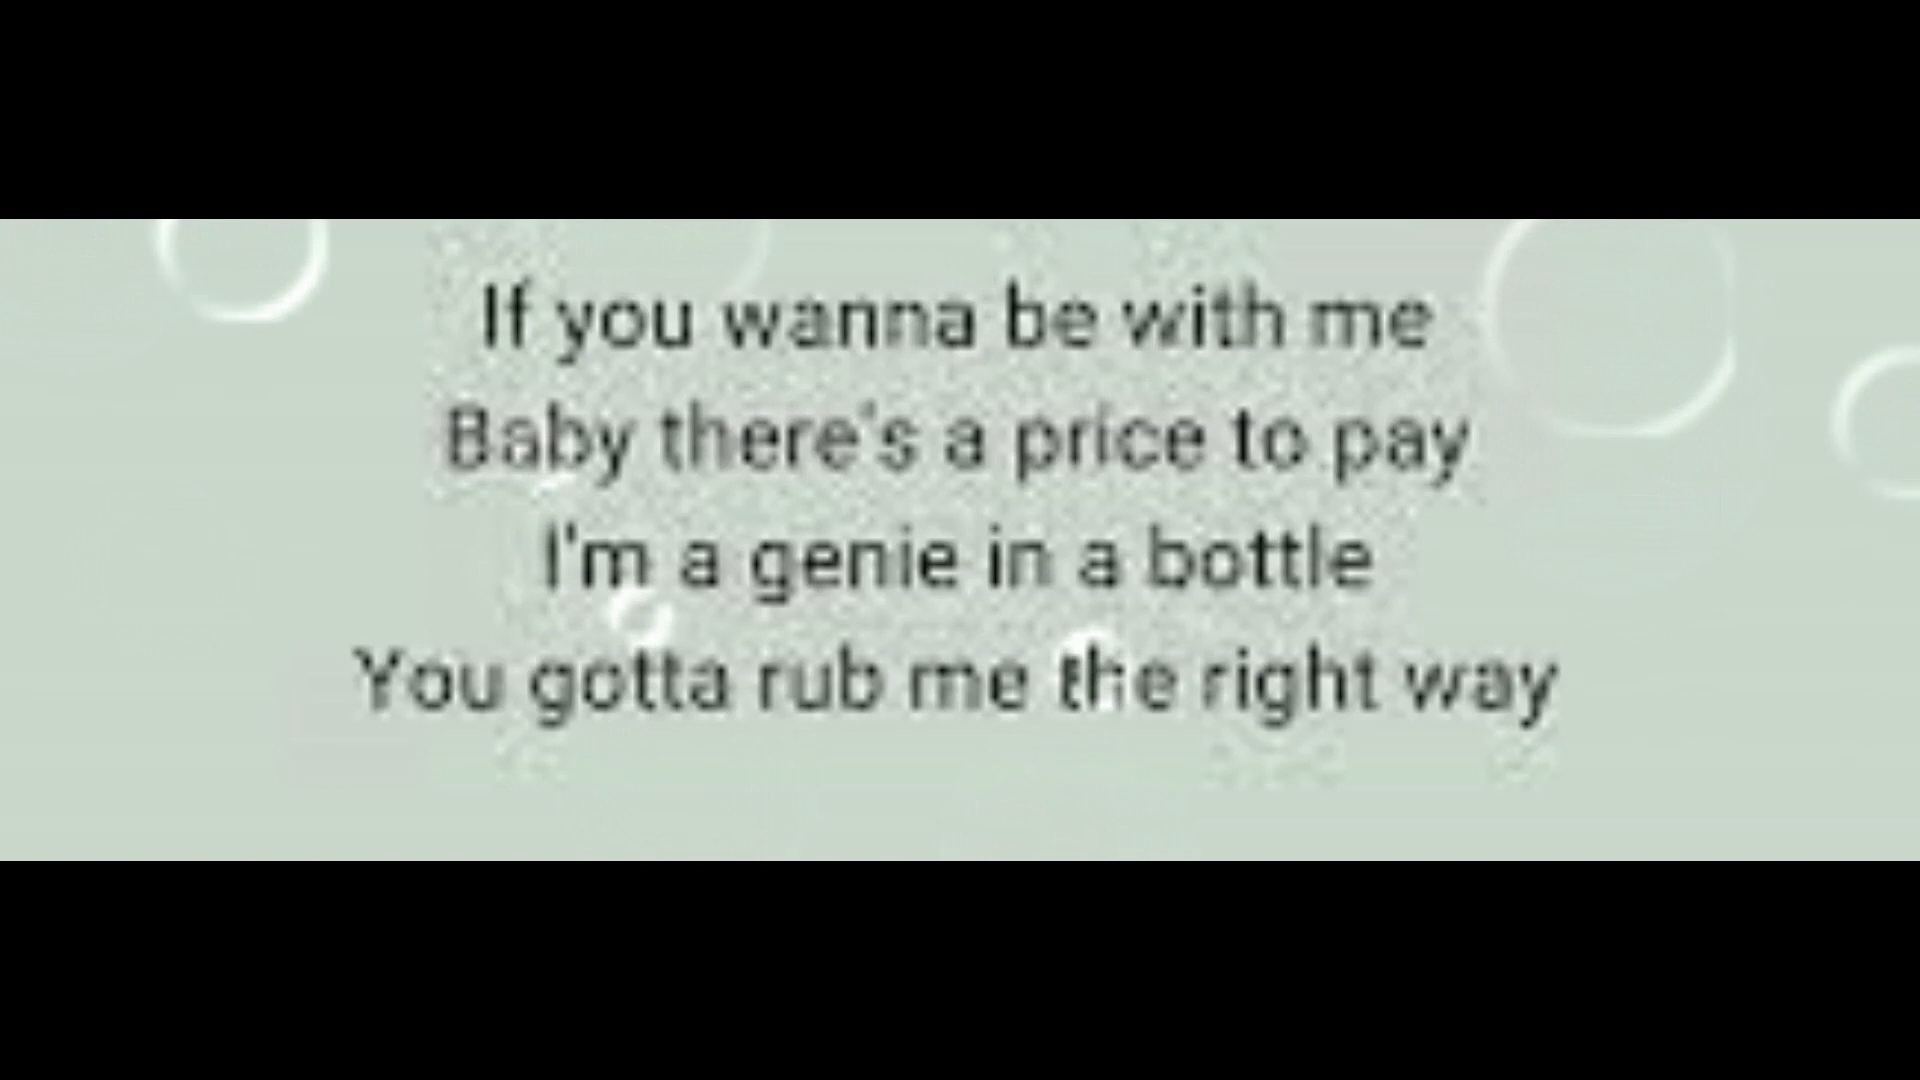 If you wanna be with me
Baby there's a price to pay
I'm a genie in a bottle
You gotta rub me the right way